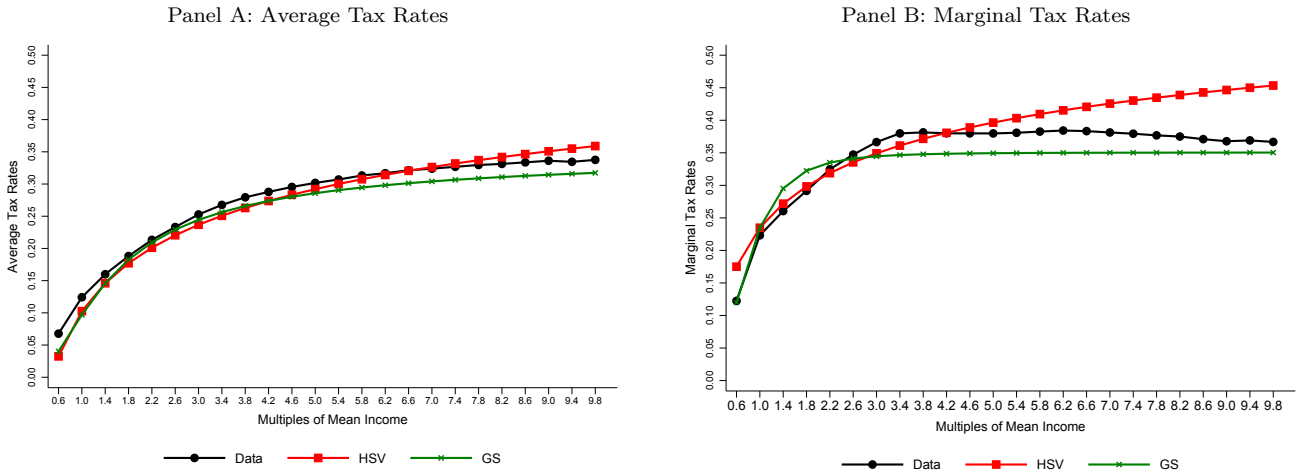 Panel A: Average Tax Rates
Average Tax Rates
0.50
0.45
0.40
0.35
0.30
0.25
0.20
0.15
0.10
0.05
0.00
0.6 1.0 1.4 1.8 2.2 2.6 3.0 3.4 3.8 4.2 4.6 5.0 5.4 5.8 6.2 6.6 7.0 7.4 7.8 8.2 8.6 9.0 9.4 9.8
Multiples of Mean Income
Data HSV GS
Panel B: Marginal Tax Rates
Marginal Tax Rates
0.50
0.45
0.40
0.35
0.30
0.25
0.20
0.15
0.10
0.05
0.00
0.6 1.0 1.4 1.8 2.2 2.6 3.0 3.4 3.8 4.2 4.6 5.0 5.4 5.8 6.2 6.6 7.0 7.4 7.8 8.2 8.6 9.0 9.4 9.8
Multiples of Mean Income
Data HSV GS